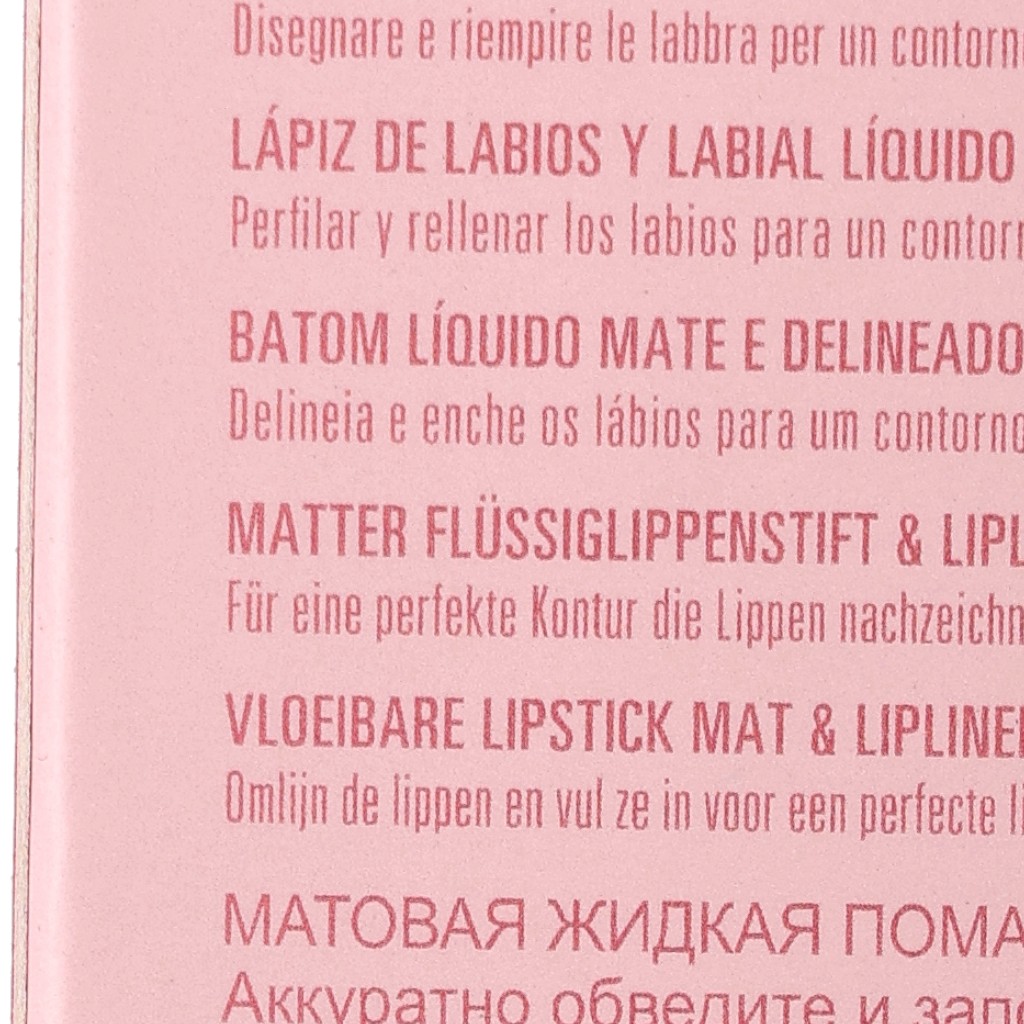 Disegnare e riempire le labbra per un contorn
LÁPIZ DE LABIOS Y LABIAL LÍQUIDO
Perfilar y rellenar los labios para un contorn
BATOM LÍQUIDO MATE E DELINEADO
Delineia e enche os lábios para um contorno
MATTER FLÜSSIGLIPPENSTIFT & LIPL
Für eine perfekte Kontur die Lippen nachzeichn
VLOEIBARE LIPSTICK MAT & LIPLINE
Omlijn de lippen en vul ze in voor een perfecte
МАТОВАЯ ЖИДКАЯ ПОМА
Аккуратно обведите и запо